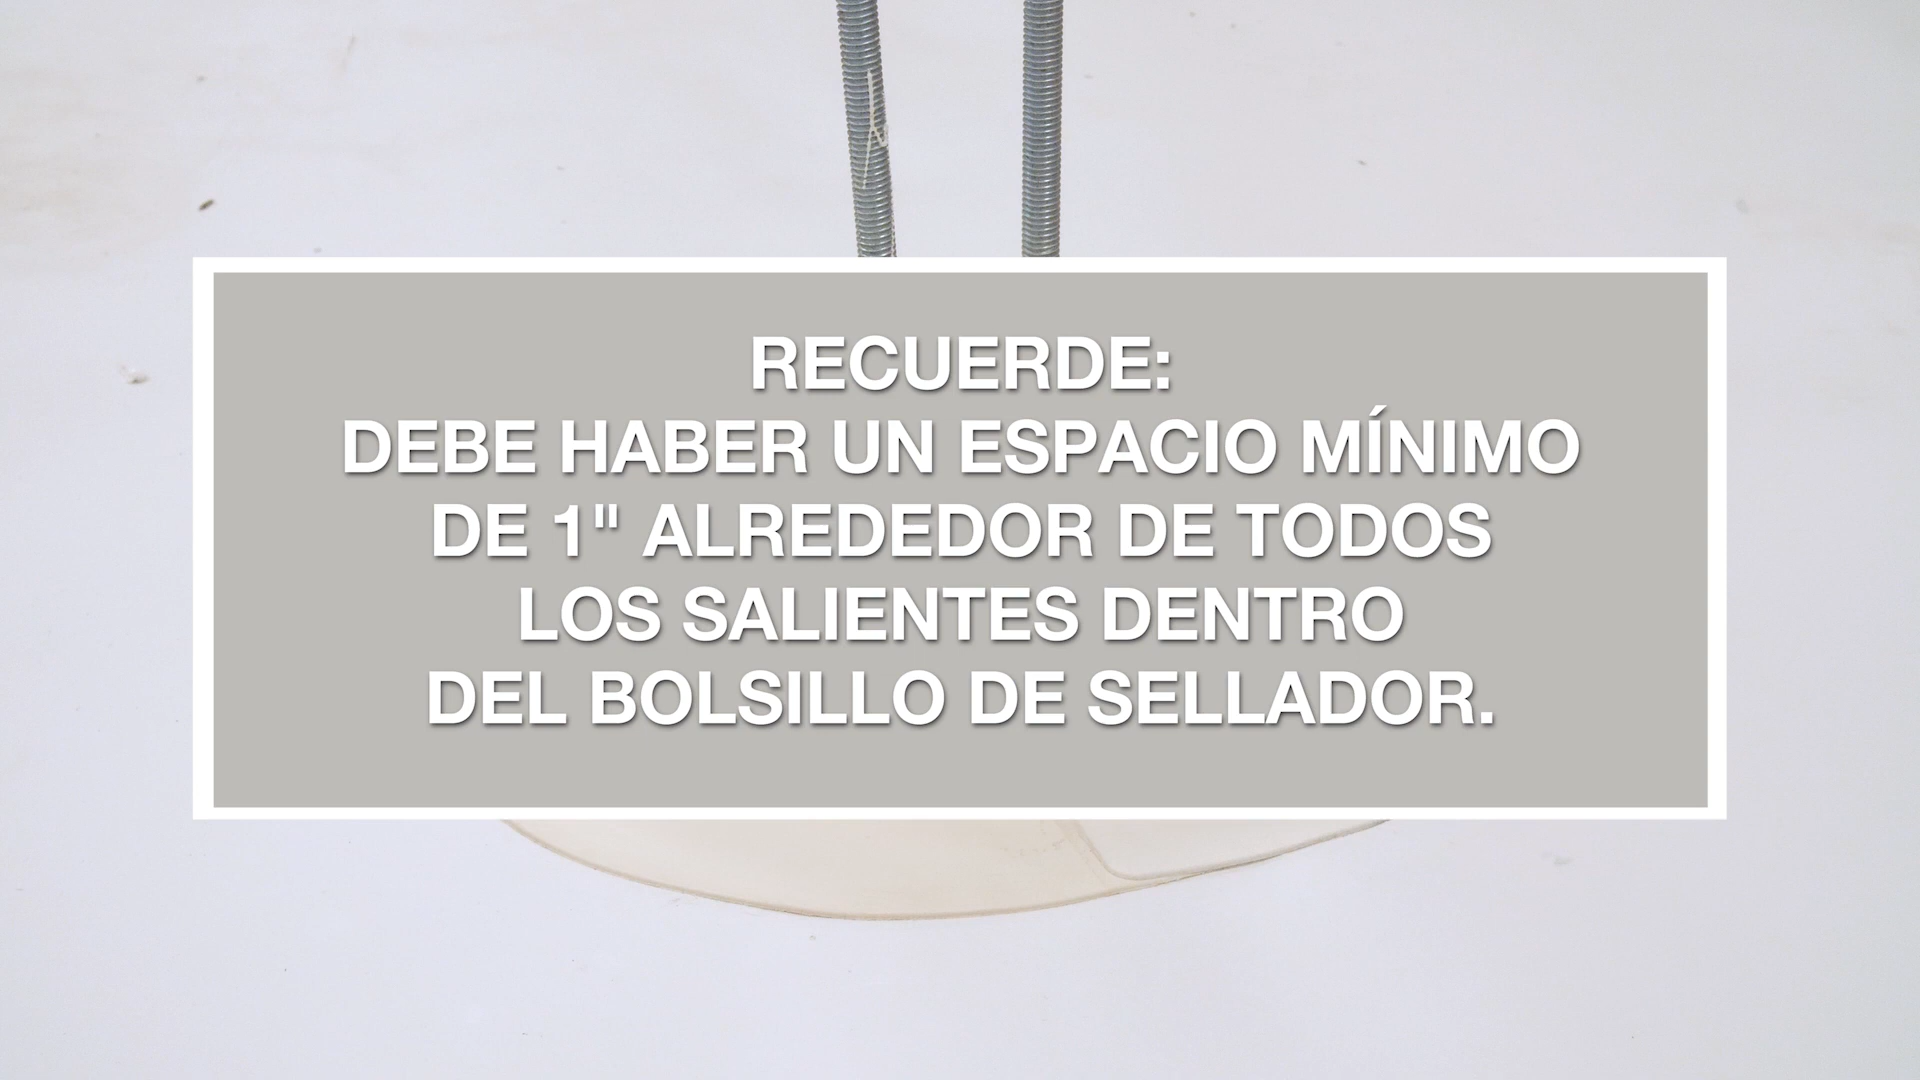 RECUERDE:
DEBE HABER UN ESPACIO MÍNIMO
DE 1" ALREDEDOR DE TODOS
LOS SALIENTES DENTRO
DEL BOLSILLO DE SELLADOR.